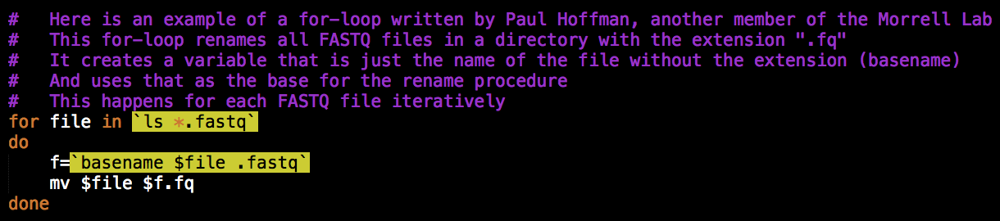 #   Here is an example of a for-loop written by Paul Hoffman, another member of the Morrell Lab
#   This for-loop renames all FASTQ files in a directory with the extension ".fq"
#   It creates a variable that is just the name of the file without the extension (basename)
#   And uses that as the base for the rename procedure
#   This happens for each FASTQ file iteratively
for file in `ls *.fastq`
do
    f=`basename $file .fastq`
    mv $file $f.fq
done